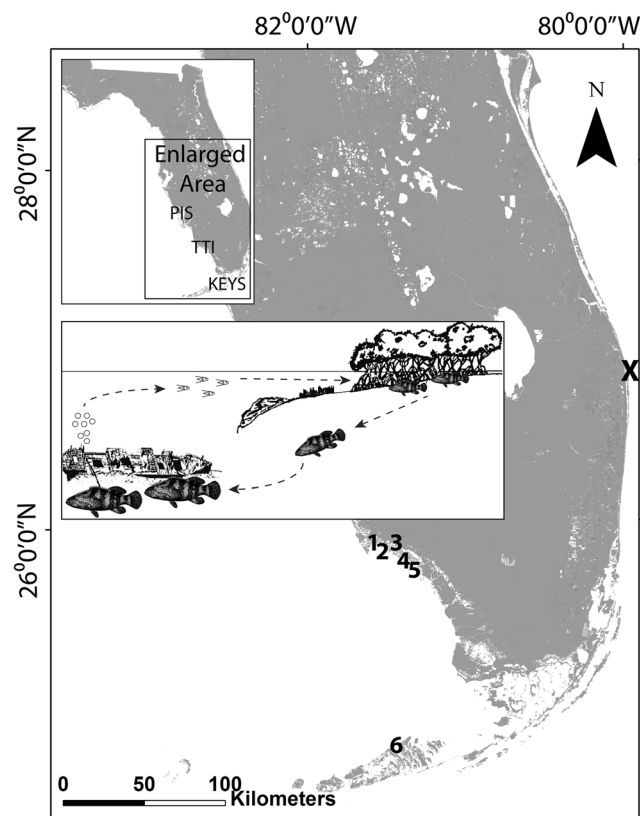 82⁰0′0″W
80⁰0′0″W
N
28⁰0′0″N
Enlarged
Area
PIS
TTI
KEYS
X
26⁰0′0″N
1
2
3
4
5
6
0 50 100
Kilometers